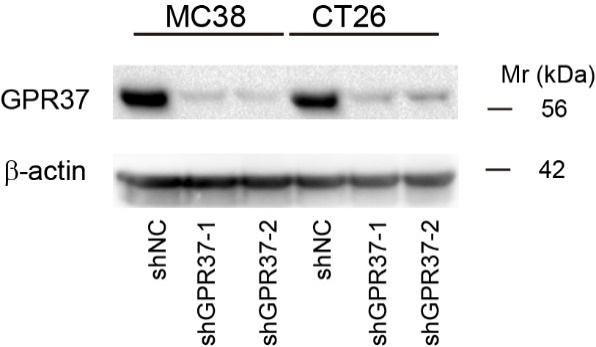 MC38 CT26
Mr (kDa)
GPR37
56
β-actin
42
shNC
shGPR37-1
shGPR37-2
shNC
shGPR37-1
shGPR37-2